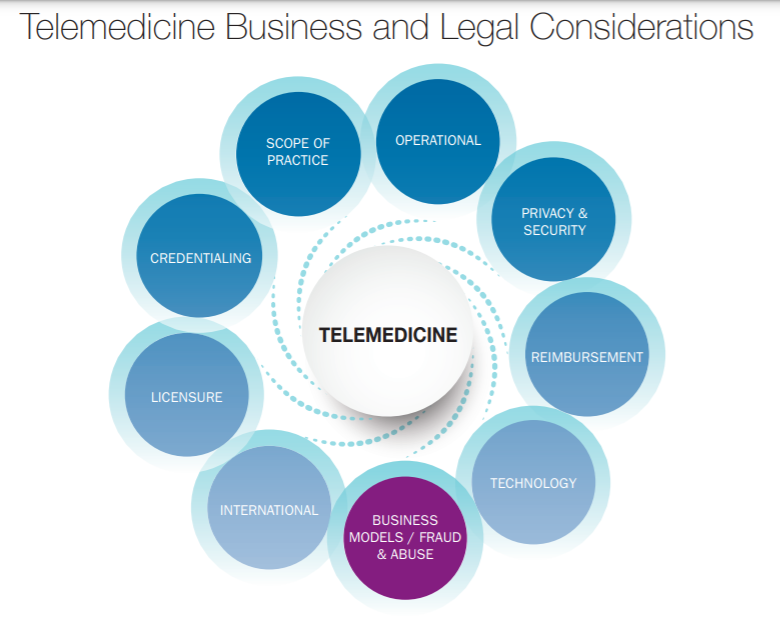 Telemedicine Business and Legal Considerations
SCOPE OF
PRACTICE
OPERATIONAL
PRIVACY &
SECURITY
CREDENTIALING
TELEMEDICINE
REIMBURSEMENT
LICENSURE
TECHNOLOGY
INTERNATIONAL
BUSINESS
MODELS / FRAUD
& ABUSE